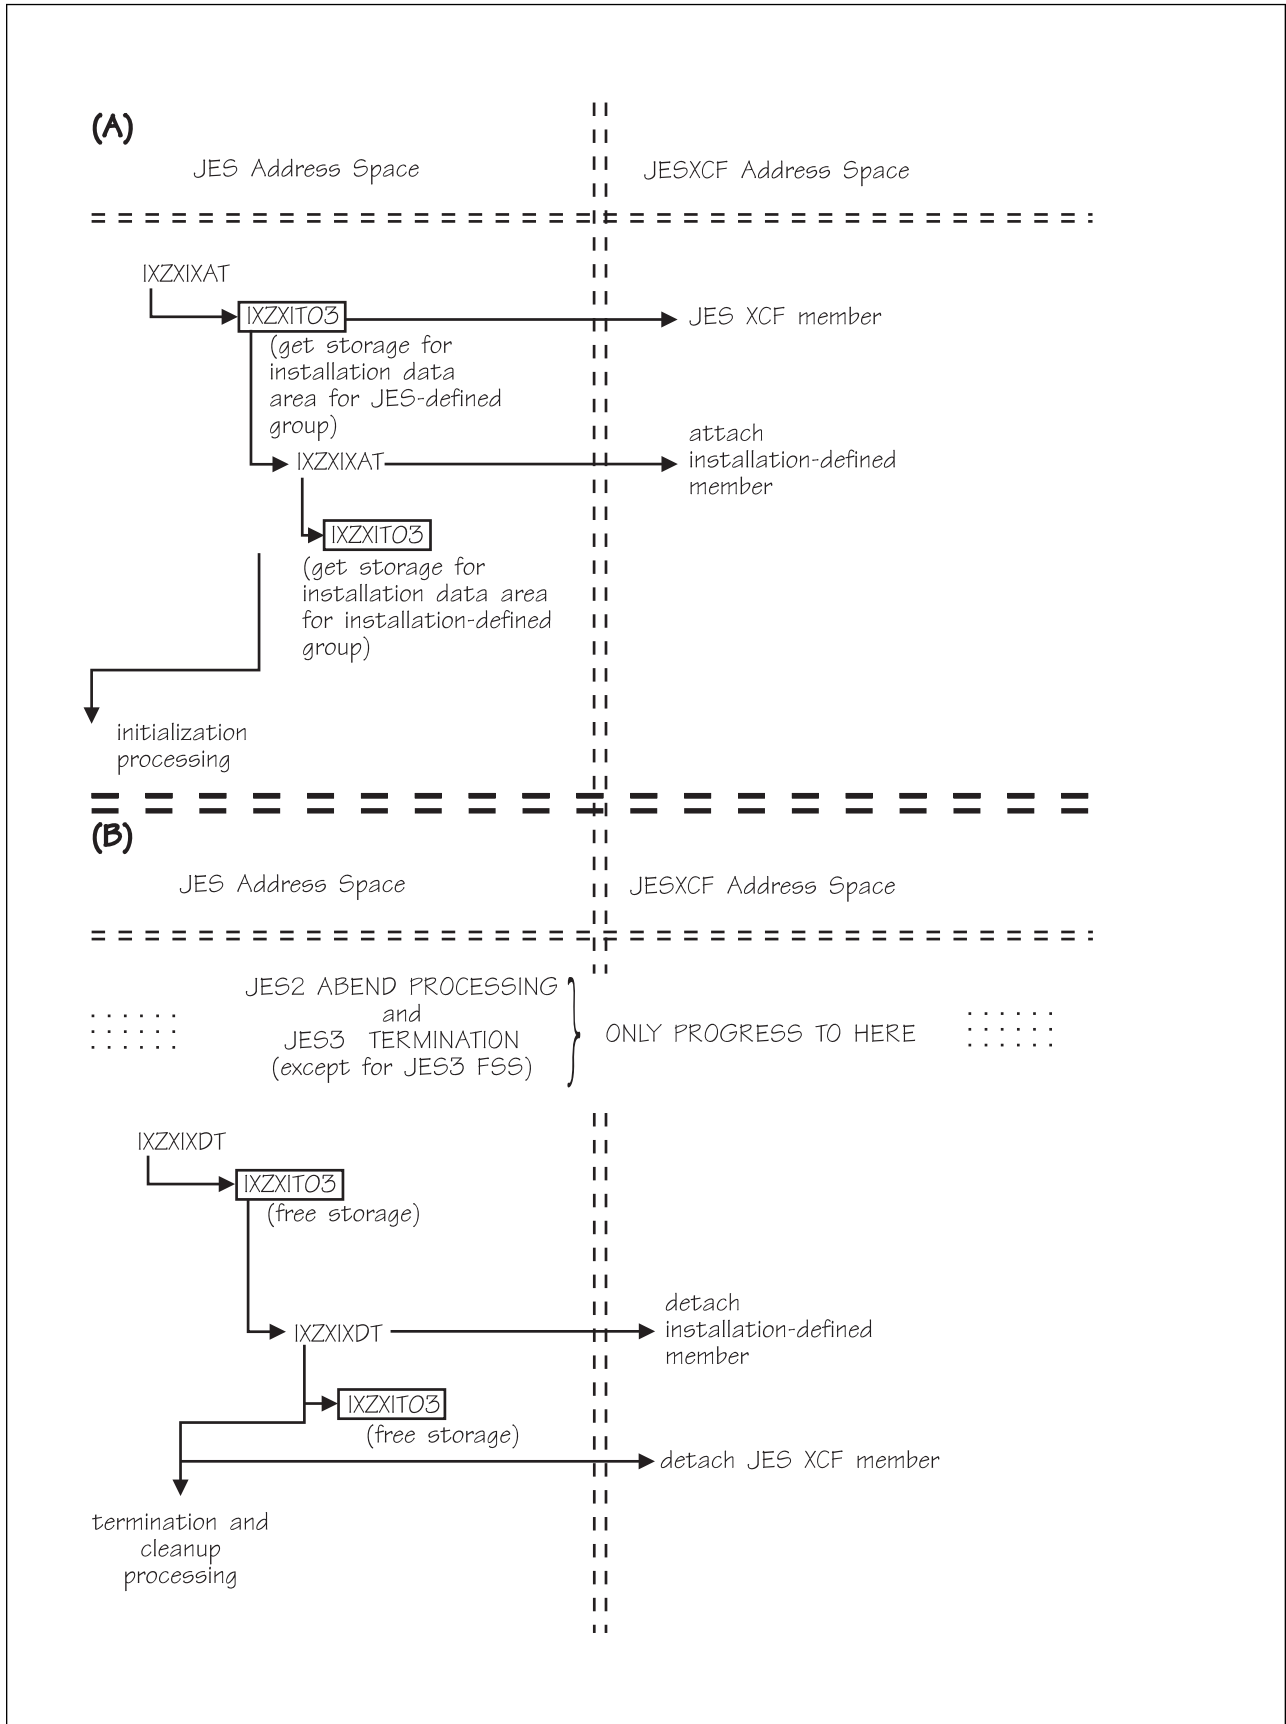 (A)
JES Address Space
JESXCF Address Space
IXZXIXAT
IXZXIT03
JES XCF member
(get storage for
installation data
area for JES-defined
group)
attach
installation-defined
member
IXZXIXAT
IXZXIT03
(get storage for
installation data area
for installation-defined
group)
initialization
processing
(B)
JES Address Space
JESXCF Address Space
JES2 ABEND PROCESSING
and
JES3 TERMINATION
(except for JES3 FSS)
ONLY PROGRESS TO HERE
IXZXIXDT
IXZXIT03
(free storage)
detach
installation-defined
member
IXZXIXDT
IXZXIT03
(free storage)
detach JES XCF member
termination and
cleanup
processing